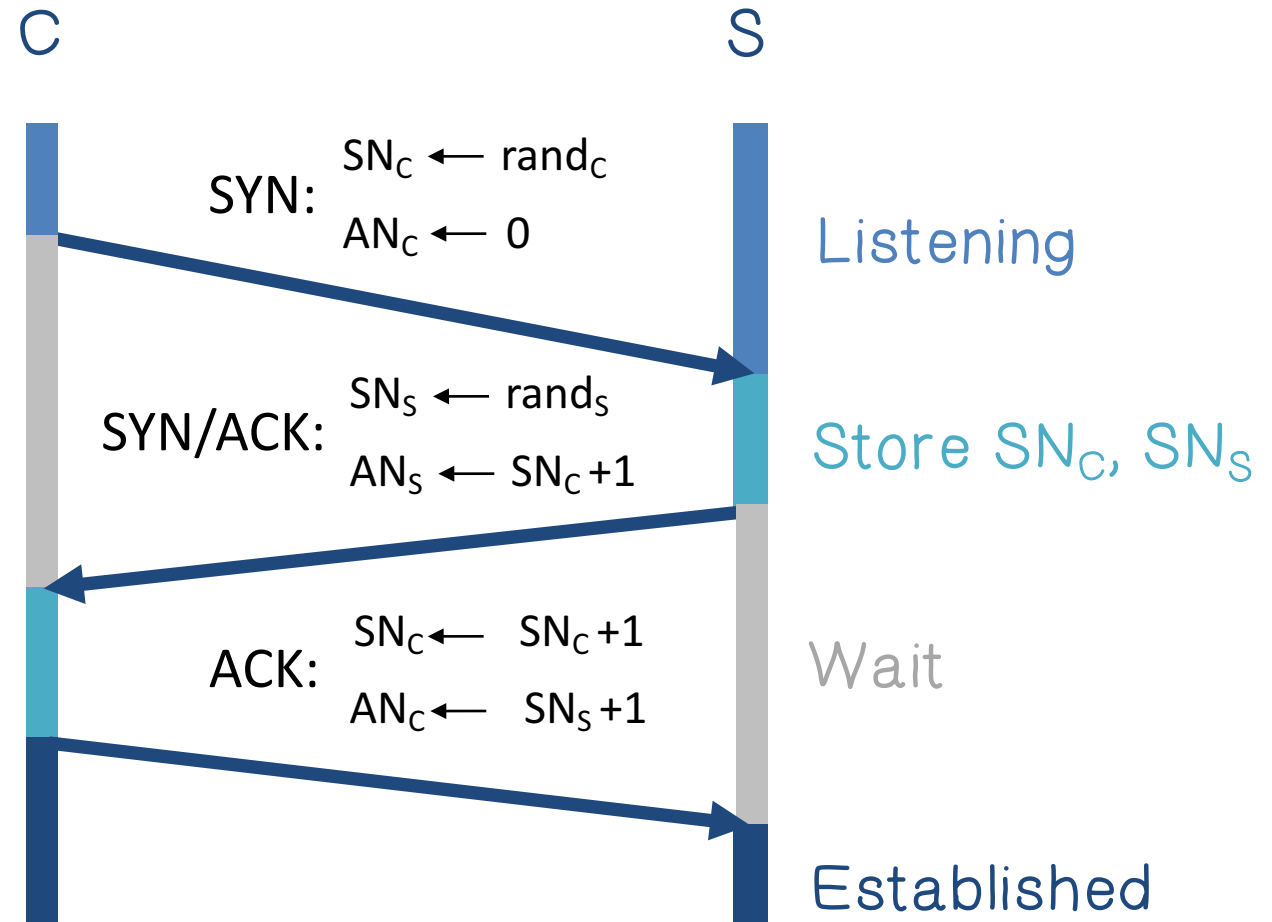 C S
SN_C ← rand_C
SYN:
AN_C ← 0
Listening
SN_S ← rand_S
SYN/ACK:
AN_S ← SN_C +1
Store SN_C, SN_S
SN_C ← SN_C +1
ACK:
AN_C ← SN_S +1
Wait
Established